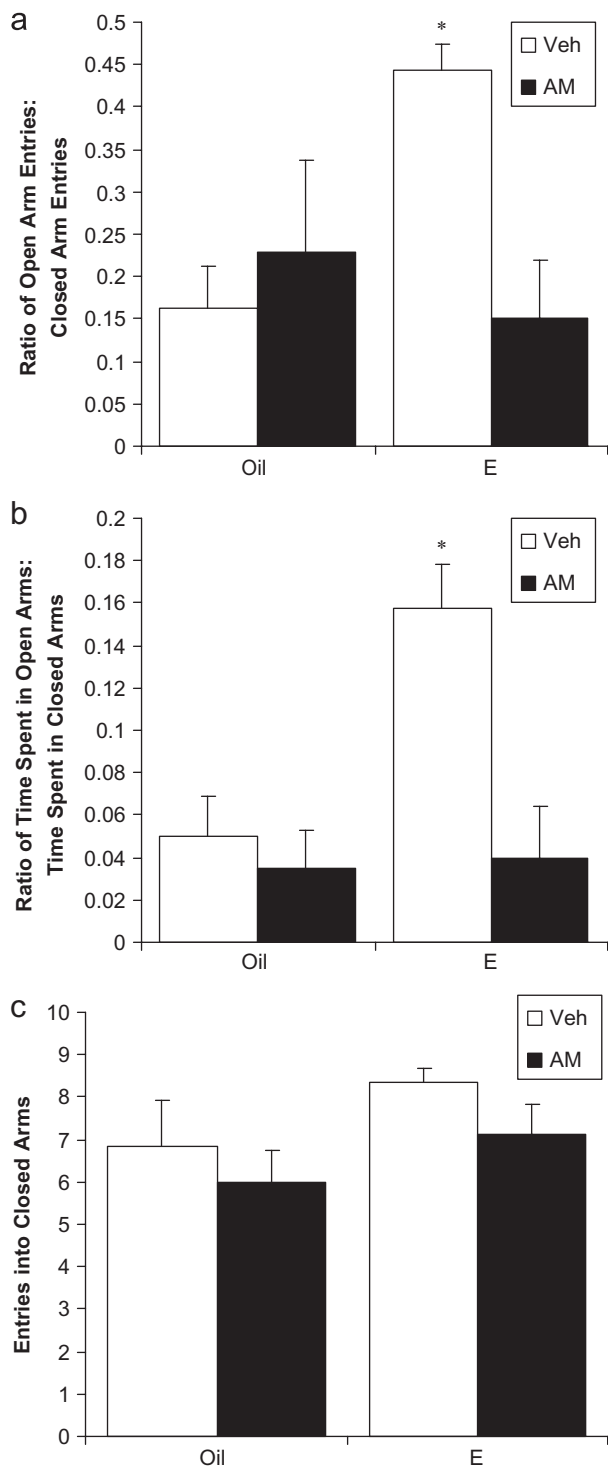 a
Ratio of Open Arm Entries:
Closed Arm Entries
0.5
0.45
0.4
0.35
0.3
0.25
0.2
0.15
0.1
0.05
0
*
Veh
AM
Oil
E
b
Ratio of Time Spent in Open Arms:
Time Spent in Closed Arms
0.2
0.18
0.16
0.14
0.12
0.1
0.08
0.06
0.04
0.02
0
*
Veh
AM
Oil
E
c
Entries into Closed Arms
10
9
8
7
6
5
4
3
2
1
0
Veh
AM
Oil
E